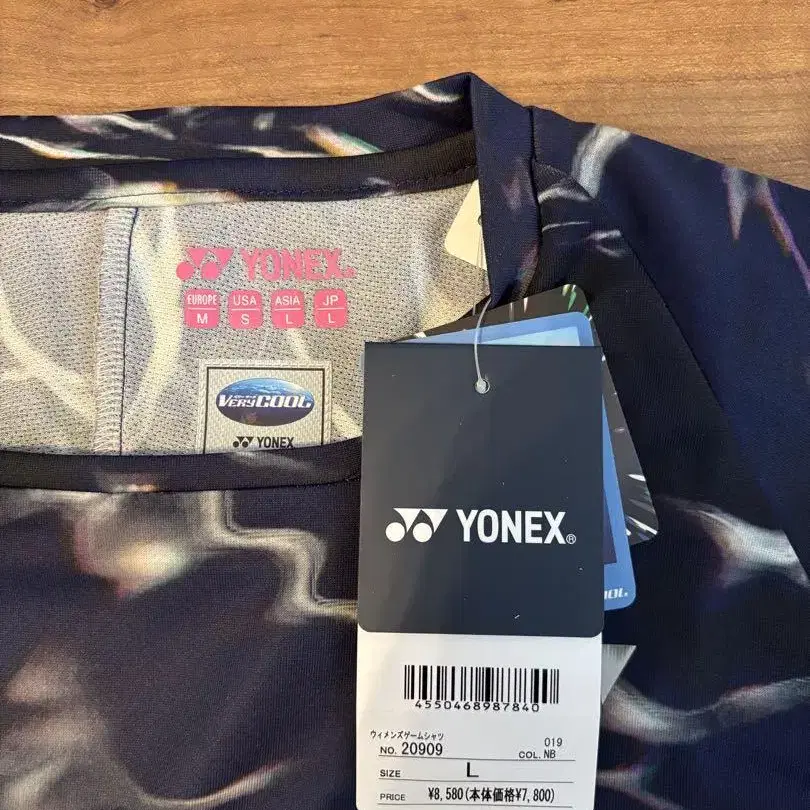 YONEX®
EUROPE USA ASIA JP
M S L L
VERYCOOL
YONEX
YONEX®
4550468987840
ウィメンズゲームシャツ
019
NO. 20909 COL. NB
SIZE L
PRICE ¥8,580(本体価格¥7,800)